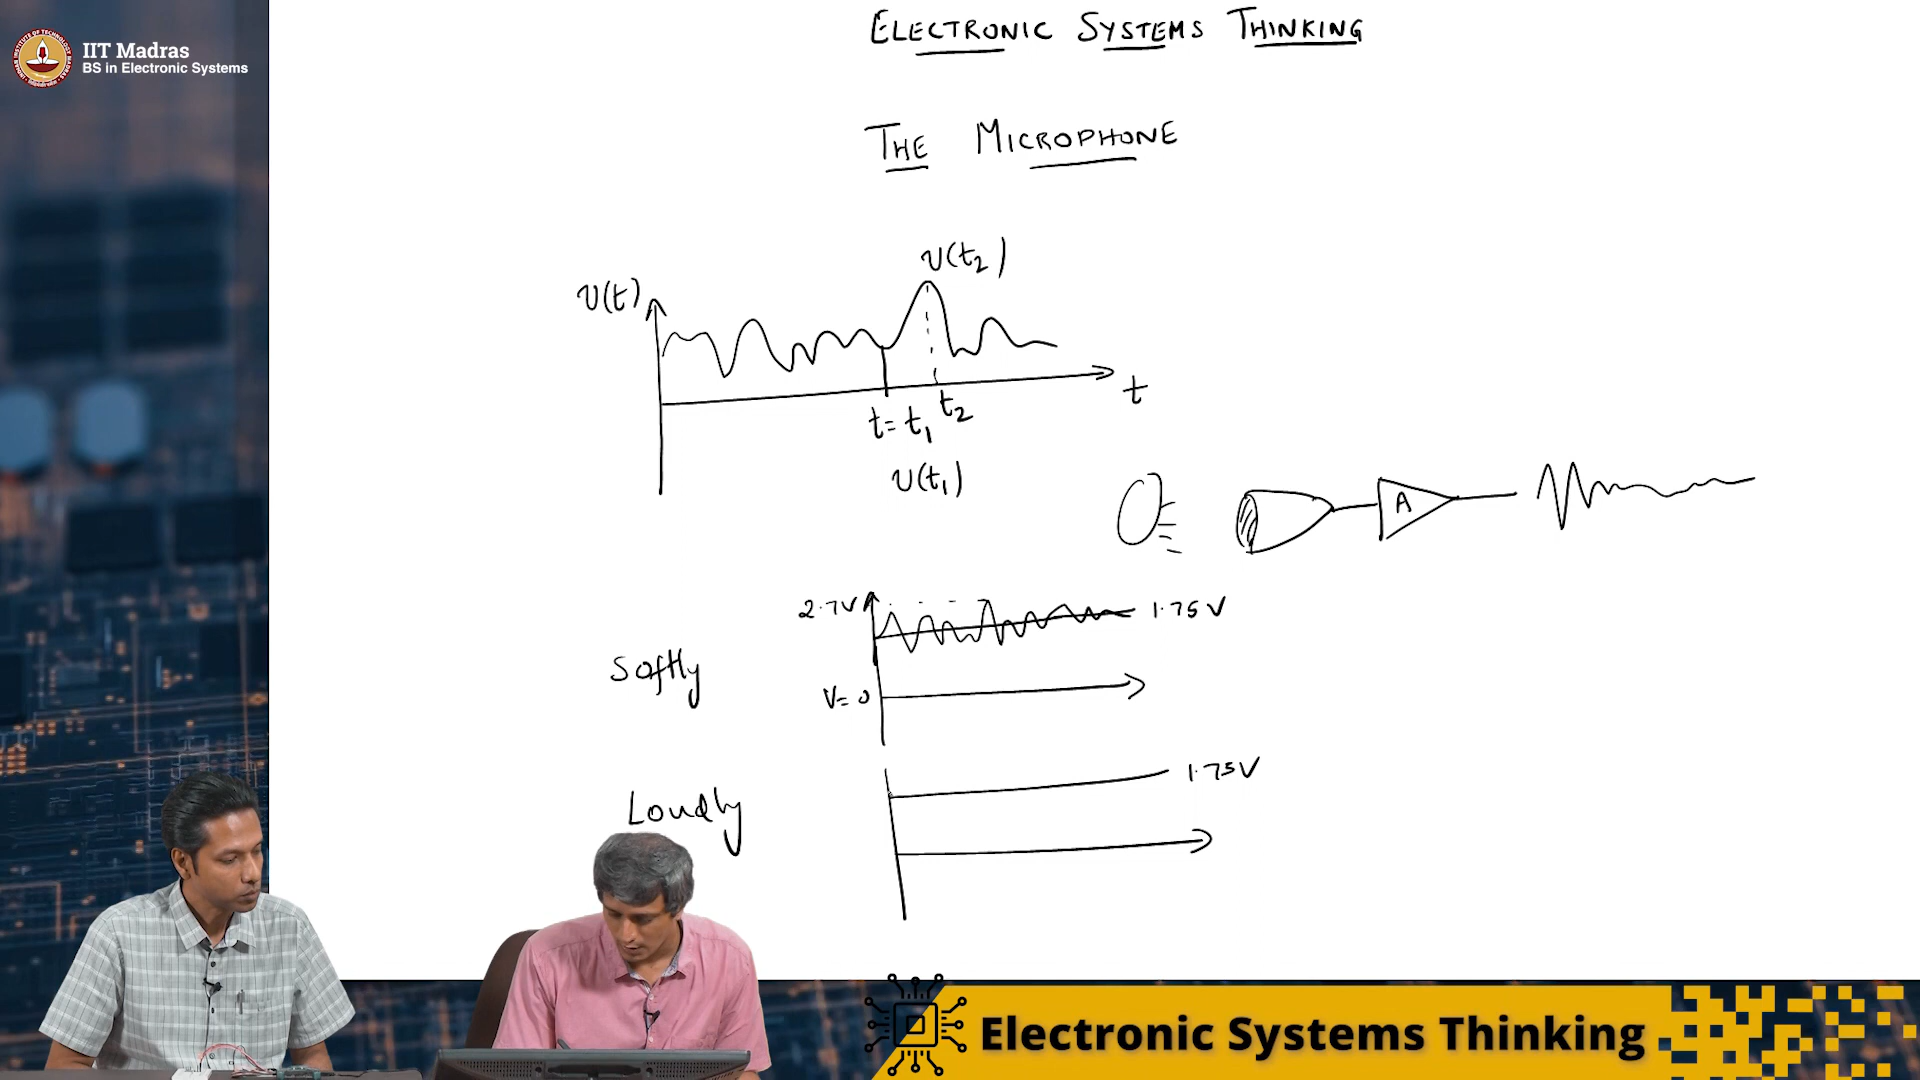 IIT Madras
BS in Electronic Systems
ELECTRONIC SYSTEMS THINKING
THE MICROPHONE
v(t2)
v(t)
t
t= t1 t2
v(t1)
A
2.7V
1.75V
Softly
V= 0
1.75V
Loudly
Electronic Systems Thinking